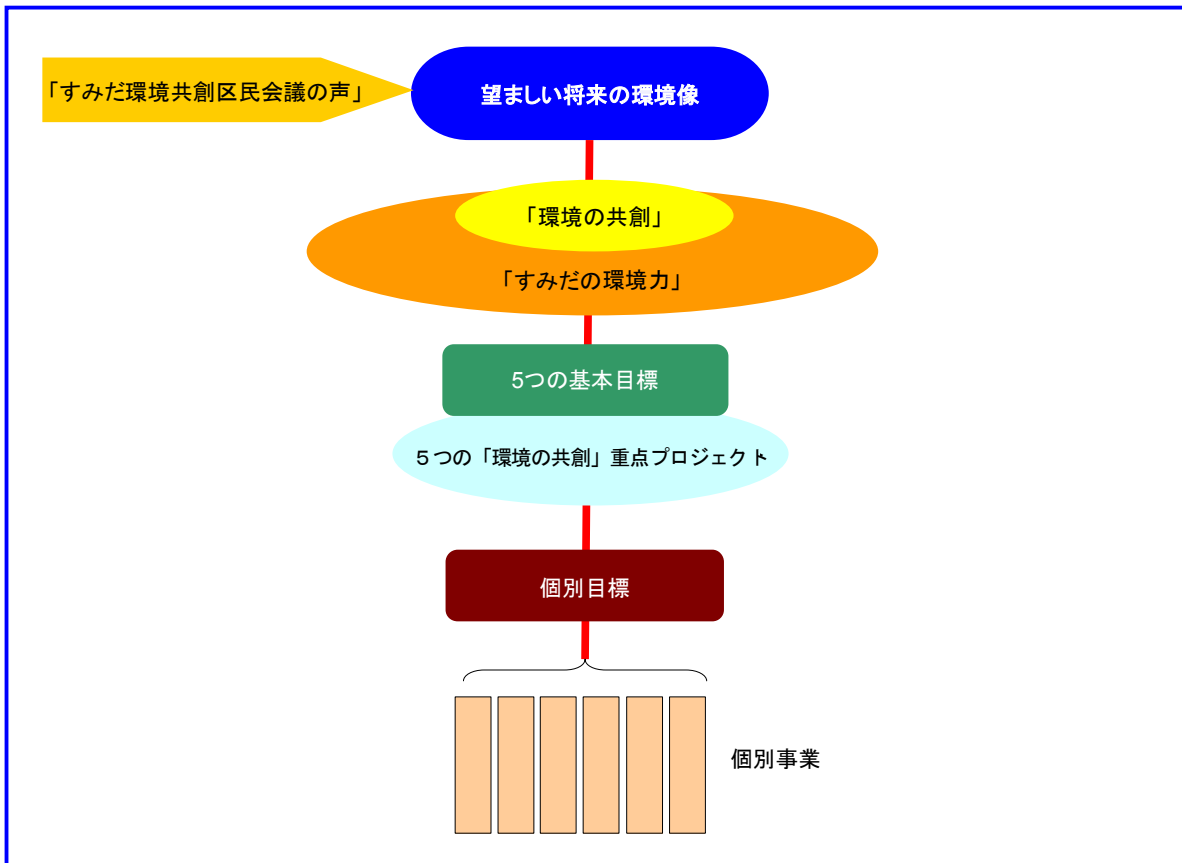 「すみだ環境共創区民会議の声」
望ましい将来の環境像
「環境の共創」
「すみだの環境力」
5つの基本目標
５つの「環境の共創」重点プロジェクト
個別目標
個別事業